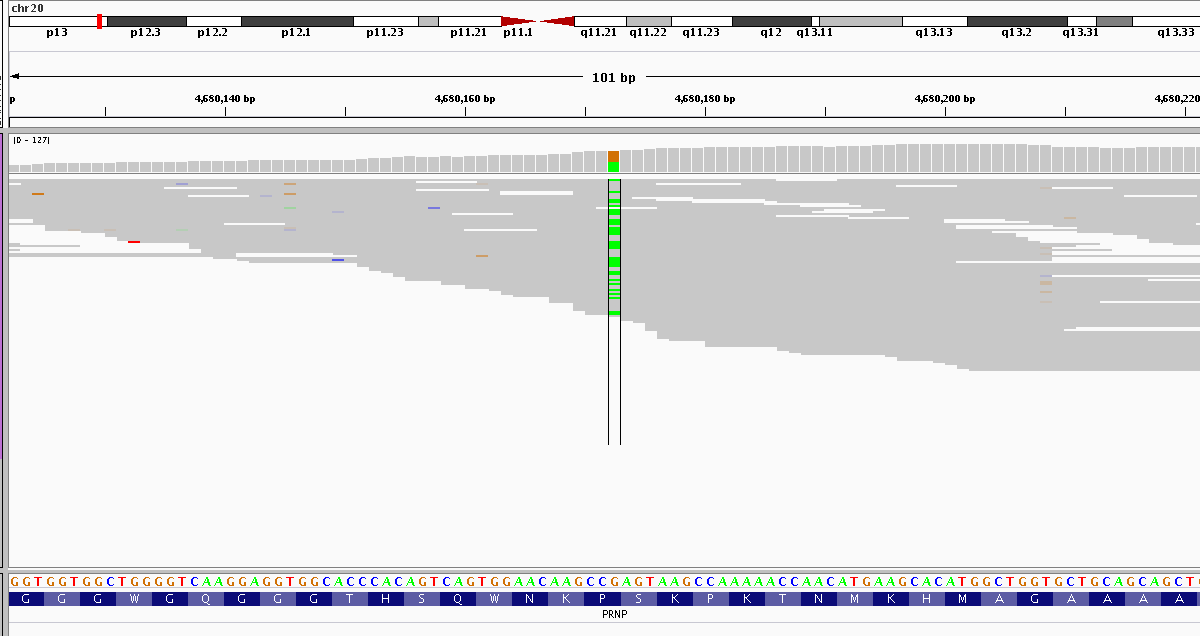 chr20
p13 p12.3 p12.2 p12.1 p11.23 p11.21 p11.1 q11.21 q11.22 q11.23 q12 q13.11 q13.13 q13.2 q13.31 q13.33
101 bp
p 4,680,140 bp 4,680,160 bp 4,680,180 bp 4,680,200 bp 4,680,220
[0 - 127]
GGTGGTGGCTGGGGTCAAGGAGGTGGCACCCACAGTCAGTGGAACAAGCCGAGTAAGCCAAAAACCAACATGAAGCACATGGCTGGTGCTGCAGCAGCT
G G G W G Q G G G T H S Q W N K P S K P K T N M K H M A G A A A A
PRNP